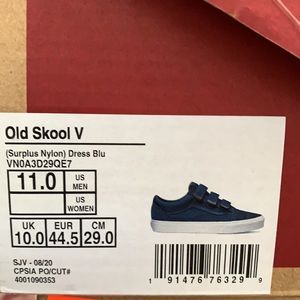 Old Skool V
(Surplus Nylon) Dress Blu
VN0A3D29QE7
11.0 US MEN
US WOMEN
UK EUR CM
10.0 44.5 29.0
SJV - 08/20
CPSIA PO/CUT#
4001090353
1 91476 76329 9